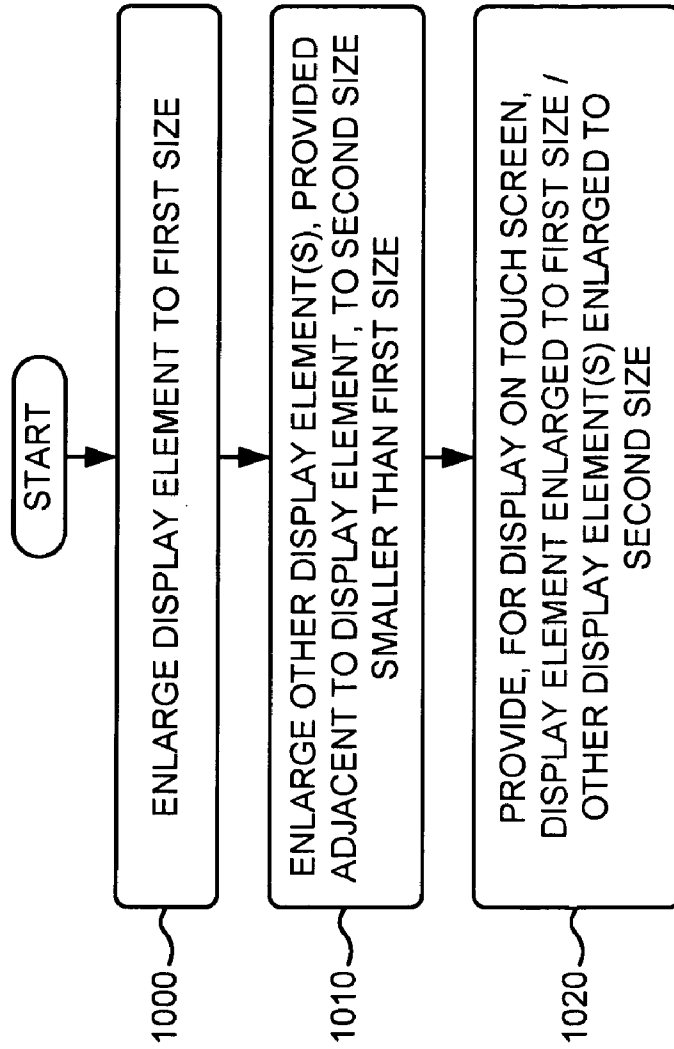 START
1000
ENLARGE DISPLAY ELEMENT TO FIRST SIZE
1010
ENLARGE OTHER DISPLAY ELEMENT(S), PROVIDED
ADJACENT TO DISPLAY ELEMENT, TO SECOND SIZE
SMALLER THAN FIRST SIZE
1020
PROVIDE, FOR DISPLAY ON TOUCH SCREEN,
DISPLAY ELEMENT ENLARGED TO FIRST SIZE /
OTHER DISPLAY ELEMENT(S) ENLARGED TO
SECOND SIZE